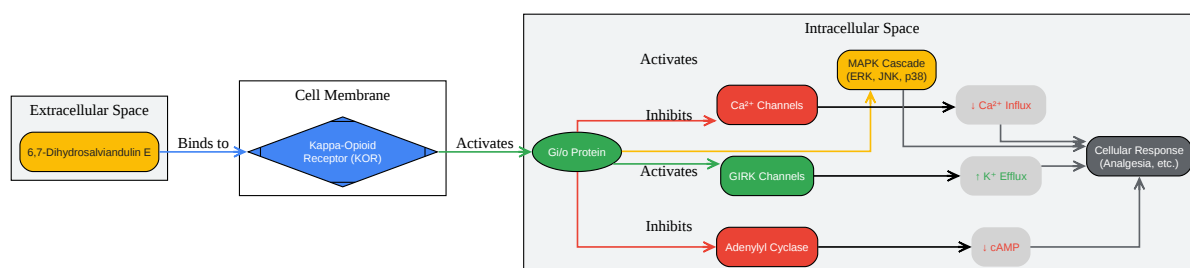 Extracellular Space
6,7-Dihydrosalviandulin E
Binds to
Cell Membrane
Kappa-Opioid
Receptor (KOR)
Activates
Intracellular Space
Gi/o Protein
Activates
MAPK Cascade
(ERK, JNK, p38)
Inhibits
Ca²⁺ Channels
↓ Ca²⁺ Influx
Activates
GIRK Channels
↑ K⁺ Efflux
Inhibits
Adenylyl Cyclase
↓ cAMP
Cellular Response
(Analgesia, etc.)